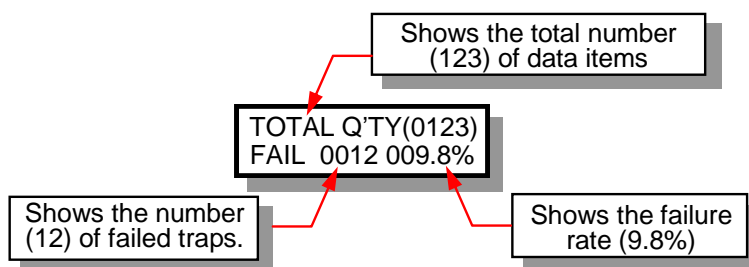 Shows the total number
(123) of data items
TOTAL Q'TY(0123)
FAIL 0012 009.8%
Shows the number
(12) of failed traps.
Shows the failure
rate (9.8%)